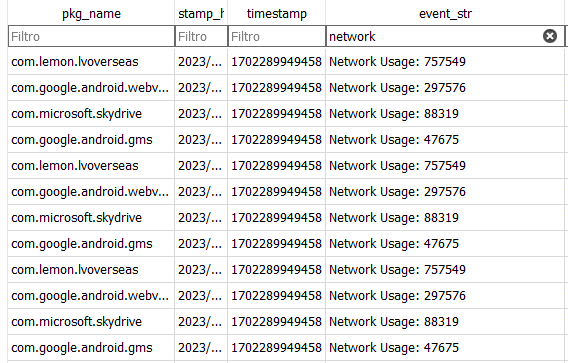 pkg_name stamp_h timestamp event_str
Filtro Filtro Filtro network
com.lemon.lvoverseas 2023/... 1702289949458 Network Usage: 757549
com.google.android.webv... 2023/... 1702289949458 Network Usage: 297576
com.microsoft.skydrive 2023/... 1702289949458 Network Usage: 88319
com.google.android.gms 2023/... 1702289949458 Network Usage: 47675
com.lemon.lvoverseas 2023/... 1702289949458 Network Usage: 757549
com.google.android.webv... 2023/... 1702289949458 Network Usage: 297576
com.microsoft.skydrive 2023/... 1702289949458 Network Usage: 88319
com.google.android.gms 2023/... 1702289949458 Network Usage: 47675
com.lemon.lvoverseas 2023/... 1702289949458 Network Usage: 757549
com.google.android.webv... 2023/... 1702289949458 Network Usage: 297576
com.microsoft.skydrive 2023/... 1702289949458 Network Usage: 88319
com.google.android.gms 2023/... 1702289949458 Network Usage: 47675